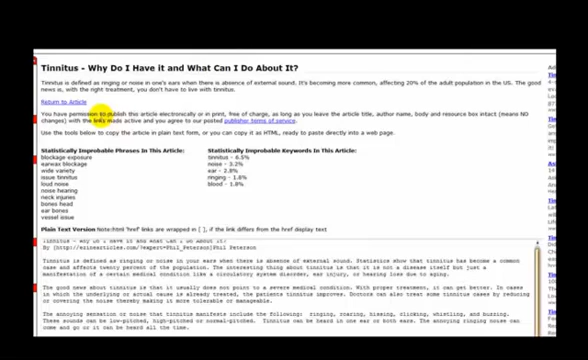 Tinnitus - Why Do I Have it and What Can I Do About It?
Tinnitus is defined as ringing or noise in one's ears when there is absence of external sound. It's becoming more common, affecting 20% of the adult population in the US. The good
news is, with the right treatment, you don't have to live with tinnitus.
Return to Article
You have permission to publish this article electronically or in print, free of charge, as long as you leave the article title, author name, body and resource box intact (means NO
changes) with the links made active and you agree to our posted publisher terms of service.
Use the tools below to copy the article in plain text form, or you can copy it as HTML, ready to paste directly into a web page.
Statistically Improbable Phrases In This Article:
blockage exposure
earwax blockage
wide variety
issue tinnitus
loud noise
noise hearing
neck injuries
bones head
ear bones
vessel issue
Statistically Improbable Keywords In This Article:
tinnitus - 6.5%
noise - 3.2%
ear - 2.8%
ringing - 1.8%
blood - 1.8%
Plain Text Version Note:html 'href' links are wrapped in [ ], if the link differs from the href display text
Tinnitus - Why Do I Have it and What Can I Do About It?
By [http://ezinearticles.com/?expert=Phil_Peterson]Phil Peterson
Tinnitus is defined as ringing or noise in your ears when there is absence of external sound. Statistics show that tinnitus has become a common
case and affects twenty percent of the population. The interesting thing about tinnitus is that it is not a disease itself but just a
manifestation of a certain medical condition like a circulatory system disorder, ear injury, or hearing loss due to aging.
The good news about tinnitus is that it usually does not point to a severe medical condition. With proper treatment, it can get better. In cases
in which the underlying or actual cause is already treated, the patients tinnitus improves. Doctors can also treat some tinnitus cases by reducing
or covering the noise thereby making it more tolerable or manageable.
The annoying sensation or noise that tinnitus manifests include the following: ringing, roaring, hissing, clicking, whistling, and buzzing.
These sounds can be low-pitched, high-pitched or normal-pitched. Tinnitus can be heard in one ear or both ears. The annoying ringing noise can
come and go or it can be heard all the time.